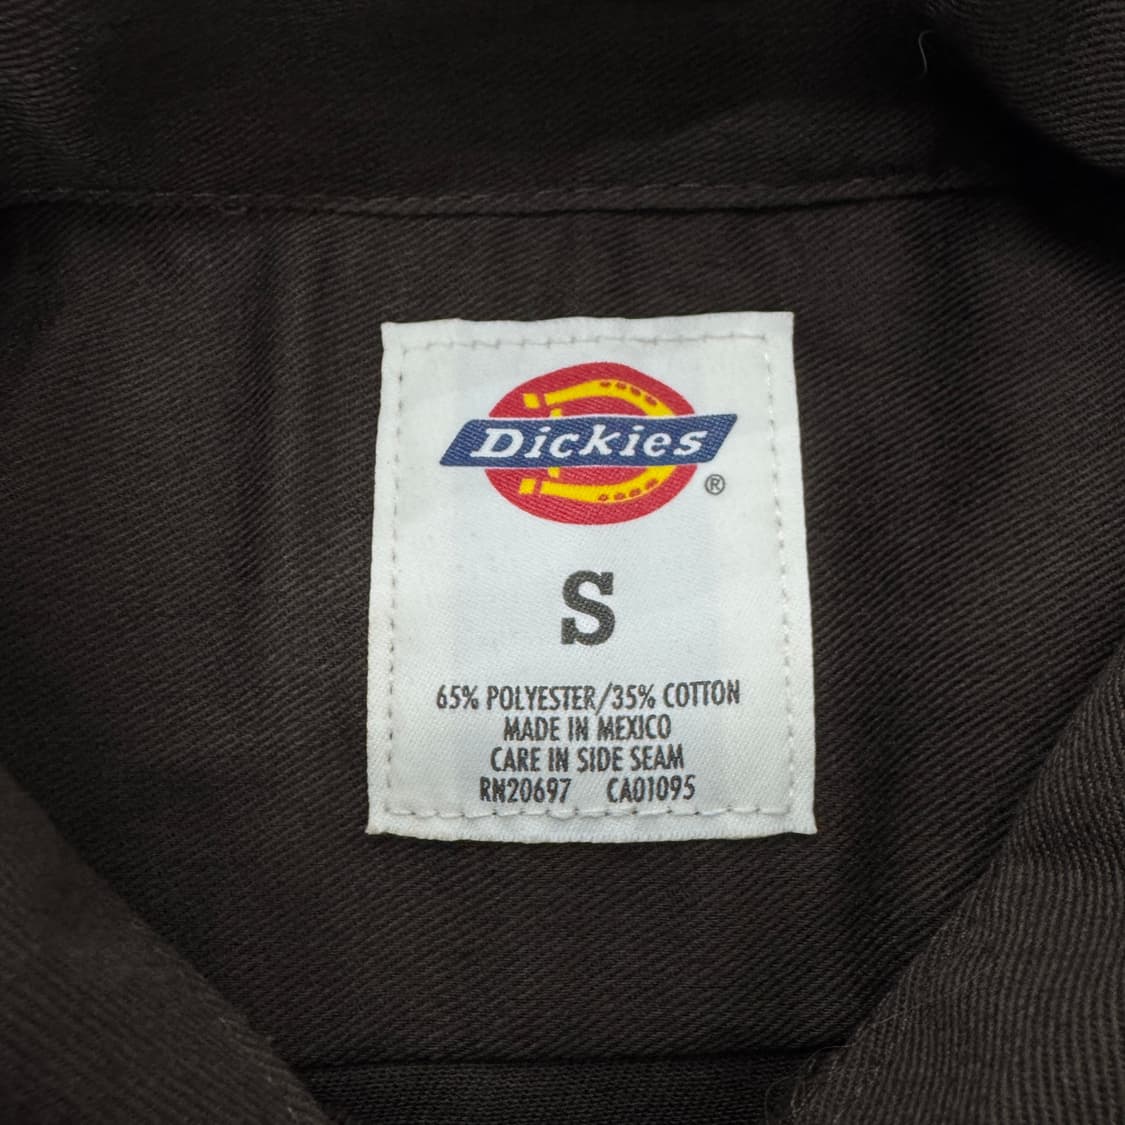 Dickies
®
S
65% POLYESTER/35% COTTON
MADE IN MEXICO
CARE IN SIDE SEAM
RN20697 CA01095